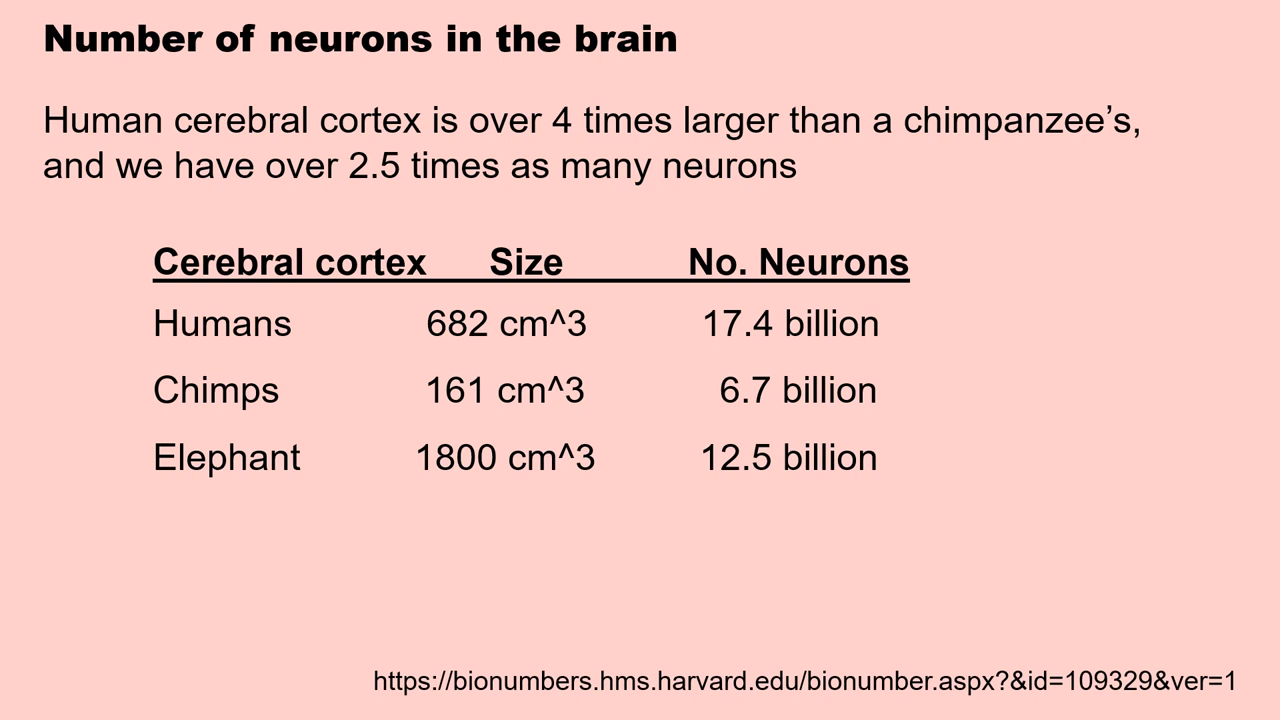 Number of neurons in the brain
Human cerebral cortex is over 4 times larger than a chimpanzee’s,
and we have over 2.5 times as many neurons
Cerebral cortex Size No. Neurons
Humans 682 cm^3 17.4 billion
Chimps 161 cm^3 6.7 billion
Elephant 1800 cm^3 12.5 billion
https://bionumbers.hms.harvard.edu/bionumber.aspx?&id=109329&ver=1